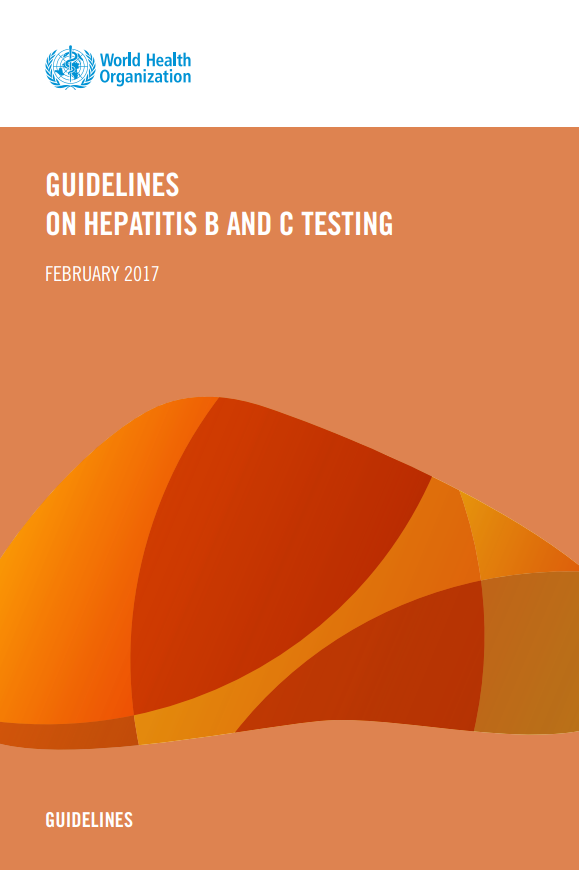 World Health
Organization
GUIDELINES
ON HEPATITIS B AND C TESTING
FEBRUARY 2017
GUIDELINES